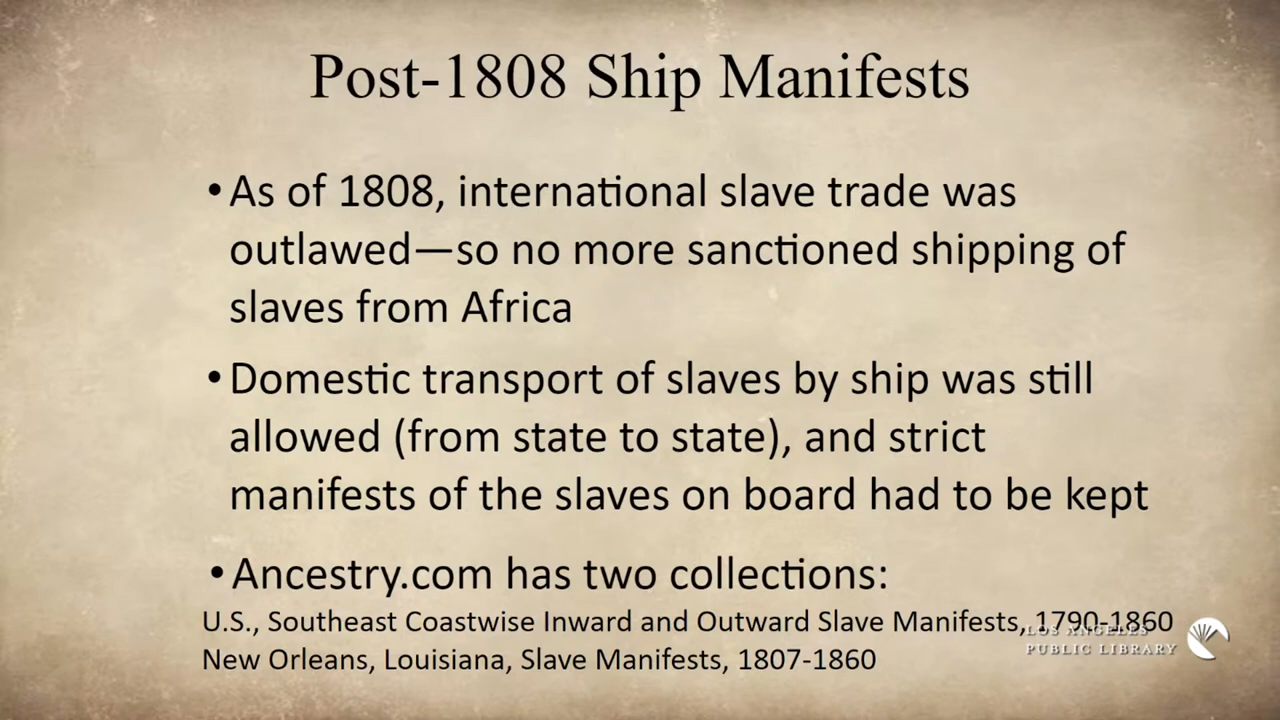 Post-1808 Ship Manifests
•As of 1808, international slave trade was
outlawed—so no more sanctioned shipping of
slaves from Africa
•Domestic transport of slaves by ship was still
allowed (from state to state), and strict
manifests of the slaves on board had to be kept
•Ancestry.com has two collections:
U.S., Southeast Coastwise Inward and Outward Slave Manifests, 1790-1860
New Orleans, Louisiana, Slave Manifests, 1807-1860
LOS ANGELES
PUBLIC LIBRARY